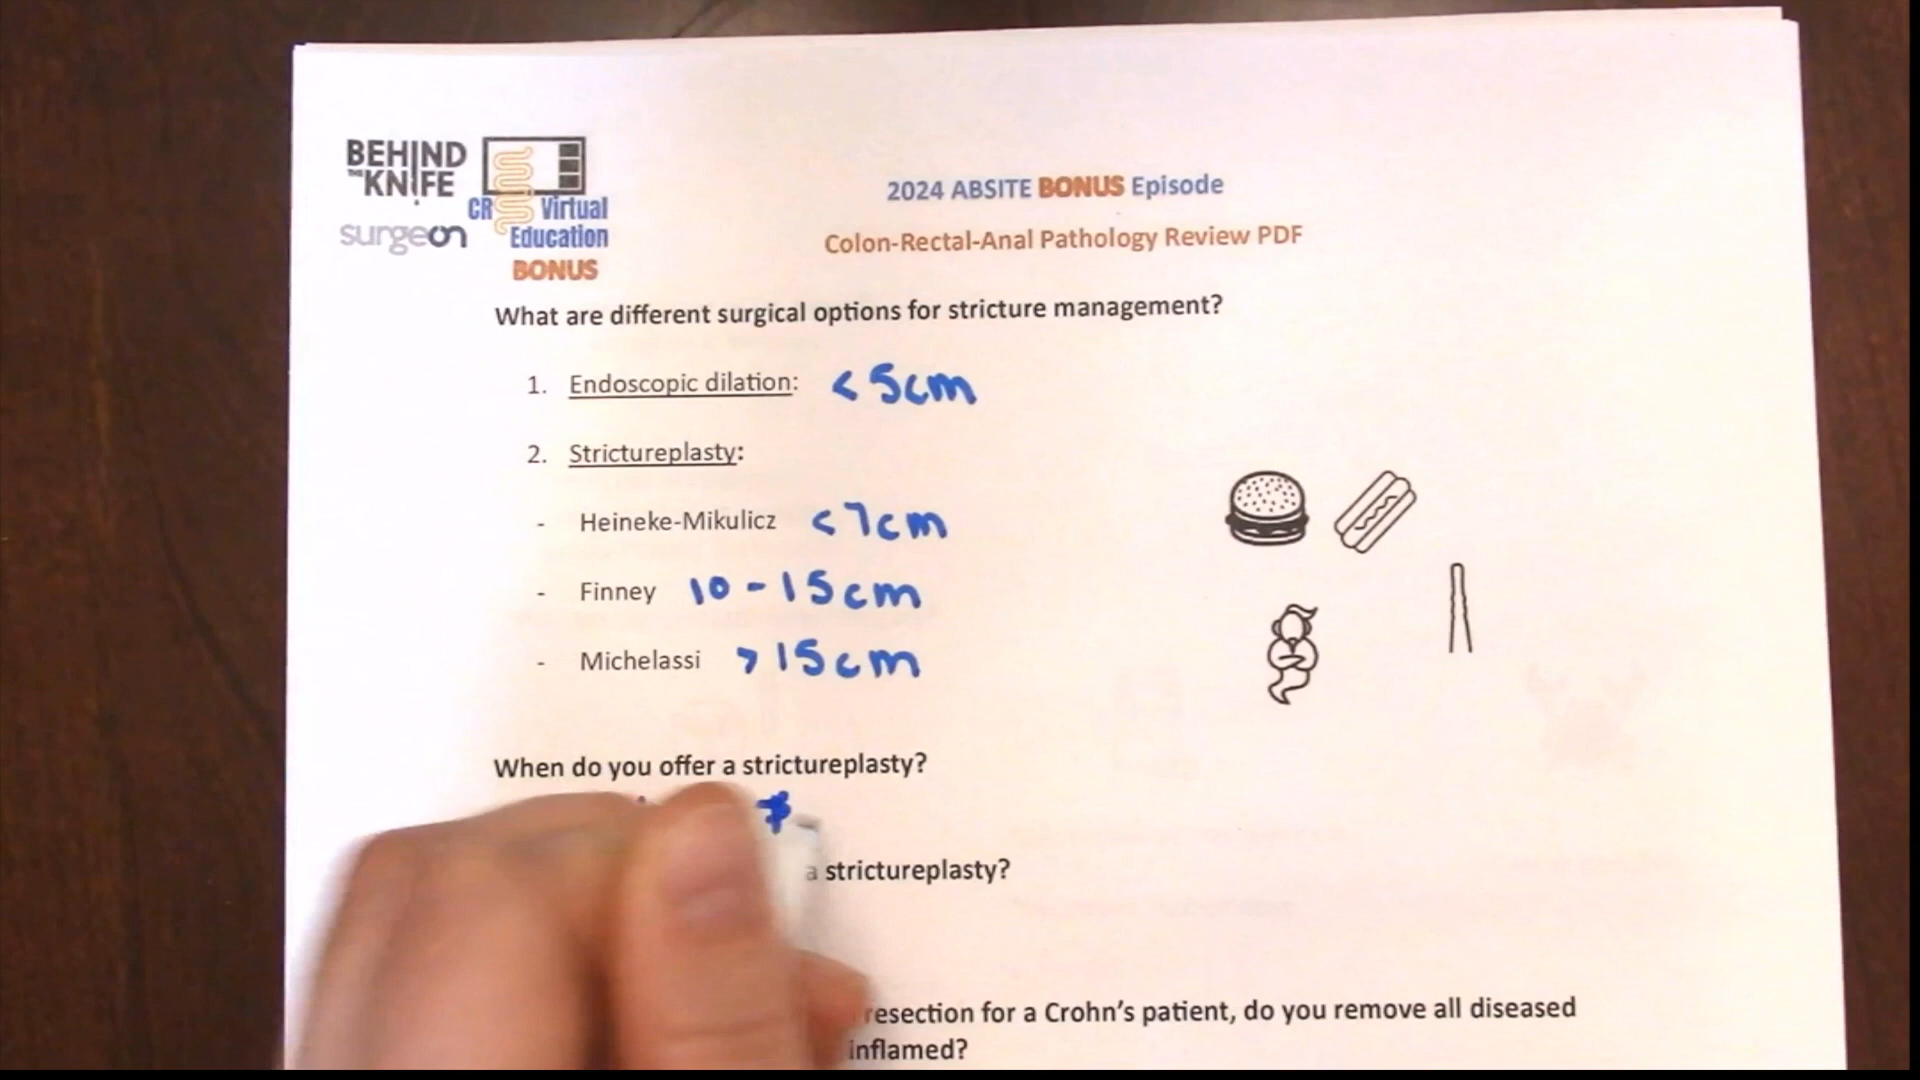 BEHIND
THE KNIFE
surgeon
CR Virtual
Education
BONUS
2024 ABSITE BONUS Episode
Colon-Rectal-Anal Pathology Review PDF
What are different surgical options for stricture management?
1. Endoscopic dilation: < 5cm
2. Strictureplasty:
- Heineke-Mikulicz < 7cm
- Finney 10 - 15cm
- Michelassi > 15cm
When do you offer a strictureplasty?
a strictureplasty?
resection for a Crohn's patient, do you remove all diseased
inflamed?